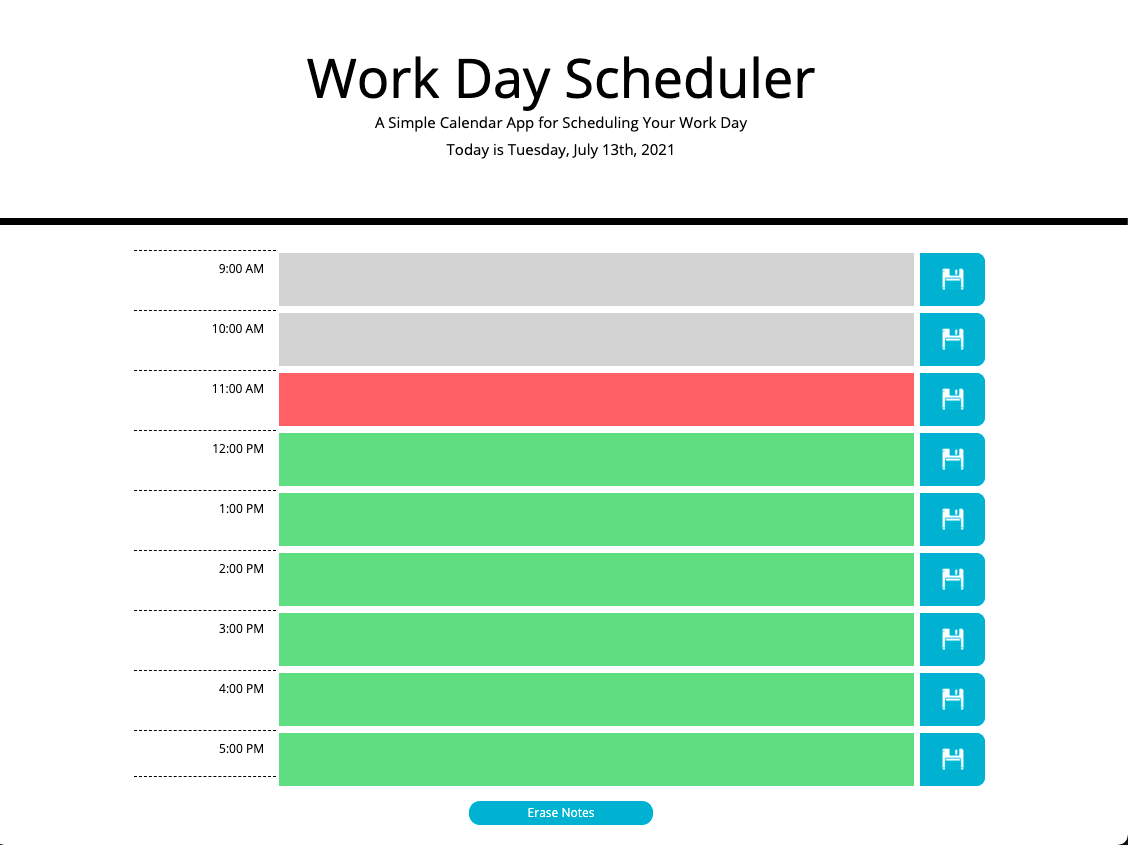 Work Day Scheduler
A Simple Calendar App for Scheduling Your Work Day
Today is Tuesday, July 13th, 2021
9:00 AM
10:00 AM
11:00 AM
12:00 PM
1:00 PM
2:00 PM
3:00 PM
4:00 PM
5:00 PM
Erase Notes